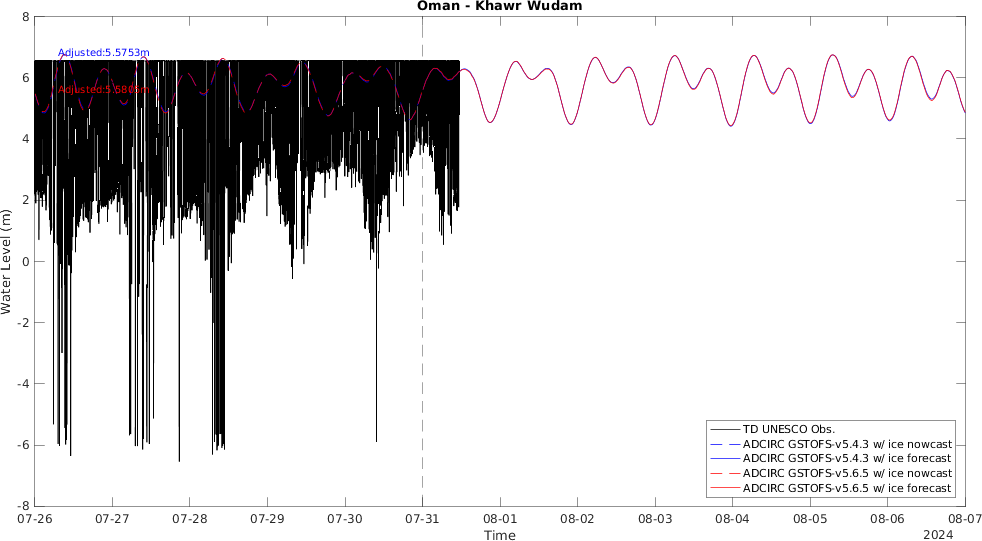 Oman - Khawr Wudam
8
6
4
2
0
-2
-4
-6
-8
Water Level (m)
Adjusted:5.5753m
07-26
07-27
07-28
07-29
07-30
07-31
08-01
08-02
08-03
08-04
08-05
08-06
08-07
Time
2024
TD UNESCO Obs.
ADCIRC GSTOFS-v5.4.3 w/ ice nowcast
ADCIRC GSTOFS-v5.4.3 w/ ice forecast
ADCIRC GSTOFS-v5.6.5 w/ ice nowcast
ADCIRC GSTOFS-v5.6.5 w/ ice forecast